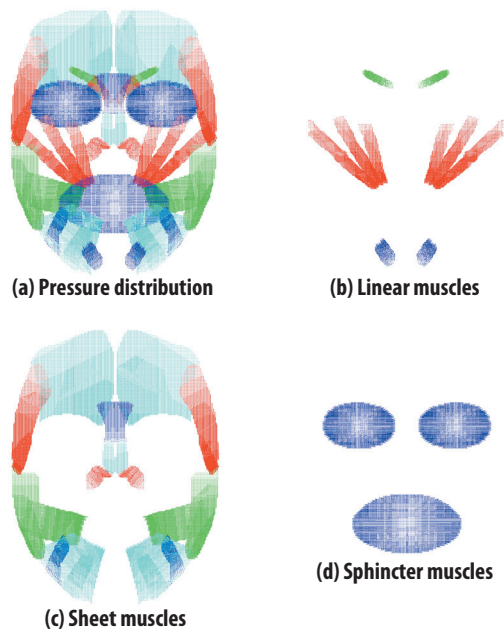 (a) Pressure distribution
(b) Linear muscles
(c) Sheet muscles
(d) Sphincter muscles